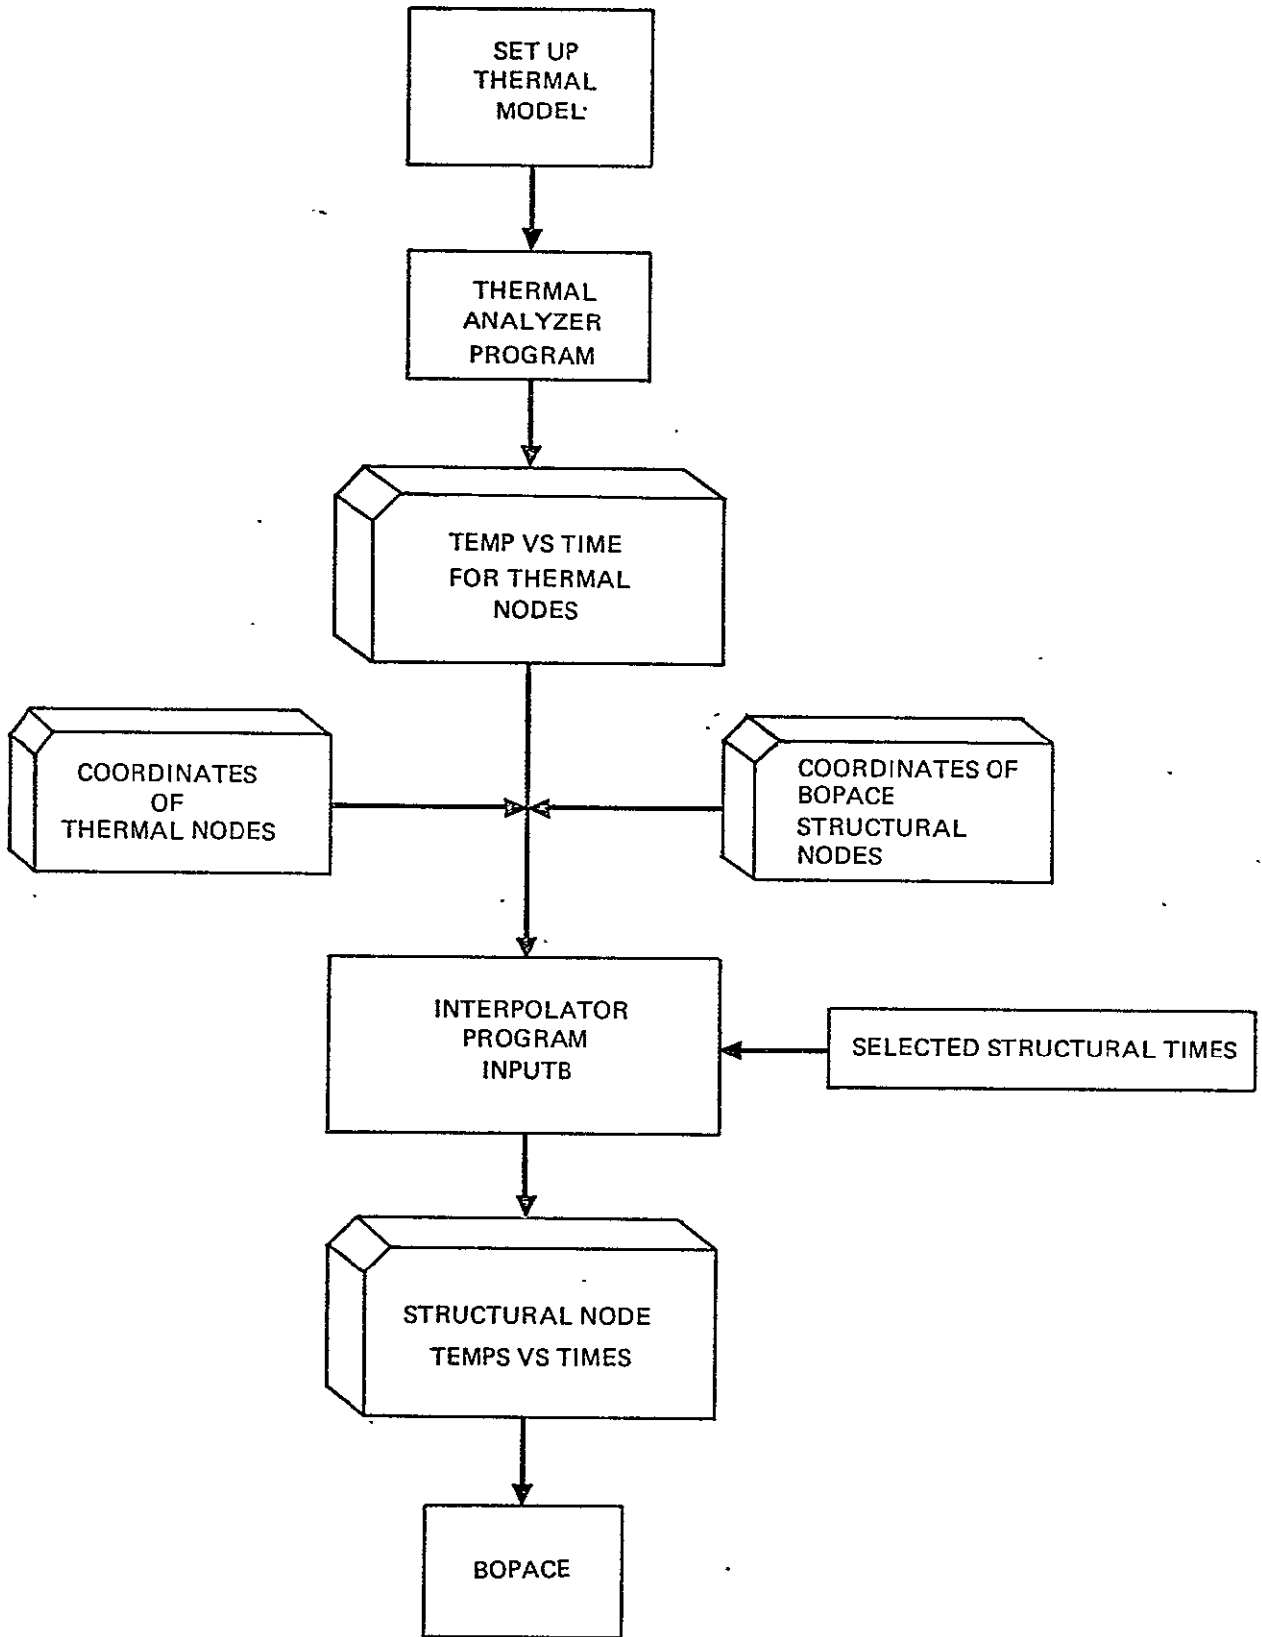 SET UP
THERMAL
MODEL
THERMAL
ANALYZER
PROGRAM
TEMP VS TIME
FOR THERMAL
NODES
COORDINATES
OF
THERMAL NODES
COORDINATES OF
BOPACE
STRUCTURAL
NODES
INTERPOLATOR
PROGRAM
INPUTB
SELECTED STRUCTURAL TIMES
STRUCTURAL NODE
TEMPS VS TIMES
BOPACE